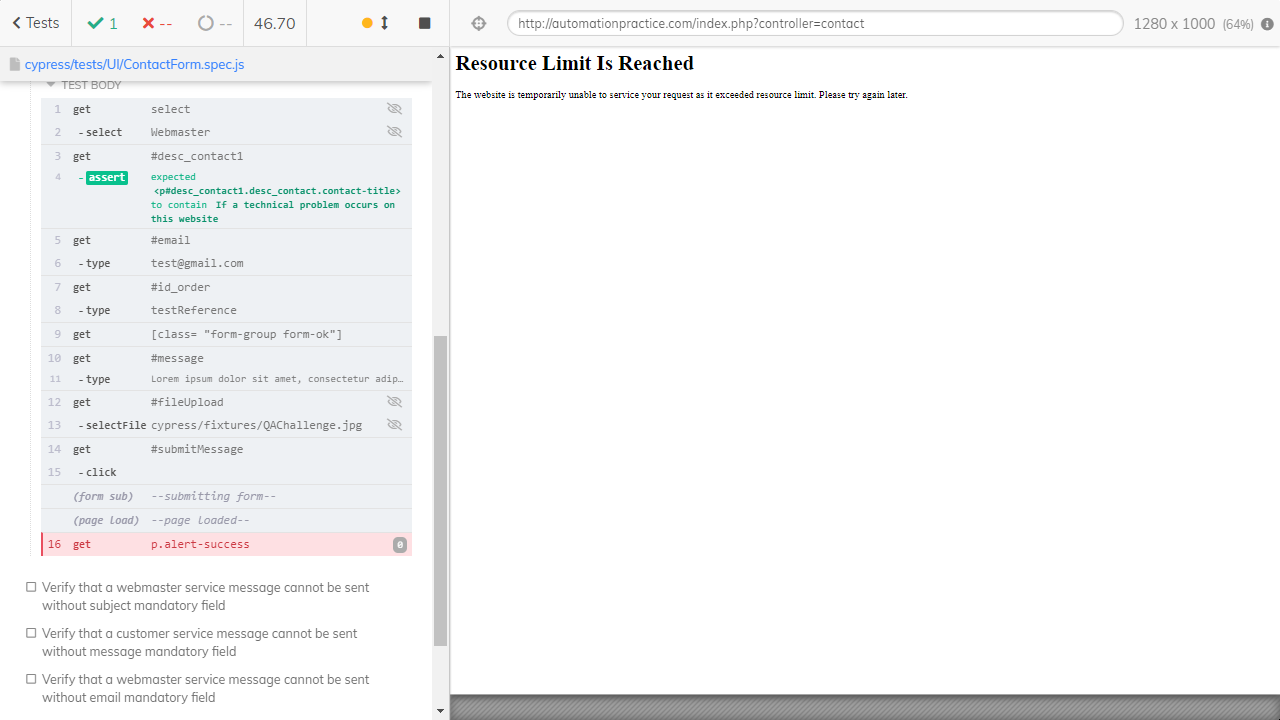 Tests
1
--
--
46.70
http://automationpractice.com/index.php?controller=contact
1280 x 1000 (64%)
cypress/tests/UI/ContactForm.spec.js
TEST BODY
1 get select
2 -select Webmaster
3 get #desc_contact1
4 -assert expected
<p#desc_contact1.desc_contact.contact-title>
to contain If a technical problem occurs on
this website
5 get #email
6 -type test@gmail.com
7 get #id_order
8 -type testReference
9 get [class= "form-group form-ok"]
10 get #message
11 -type Lorem ipsum dolor sit amet, consectetur adip…
12 get #fileUpload
13 -selectFile cypress/fixtures/QAChallenge.jpg
14 get #submitMessage
15 -click
(form sub) --submitting form--
(page load) --page loaded--
16 get p.alert-success 0
Verify that a webmaster service message cannot be sent
without subject mandatory field
Verify that a customer service message cannot be sent
without message mandatory field
Verify that a webmaster service message cannot be sent
without email mandatory field
Resource Limit Is Reached
The website is temporarily unable to service your request as it exceeded resource limit. Please try again later.